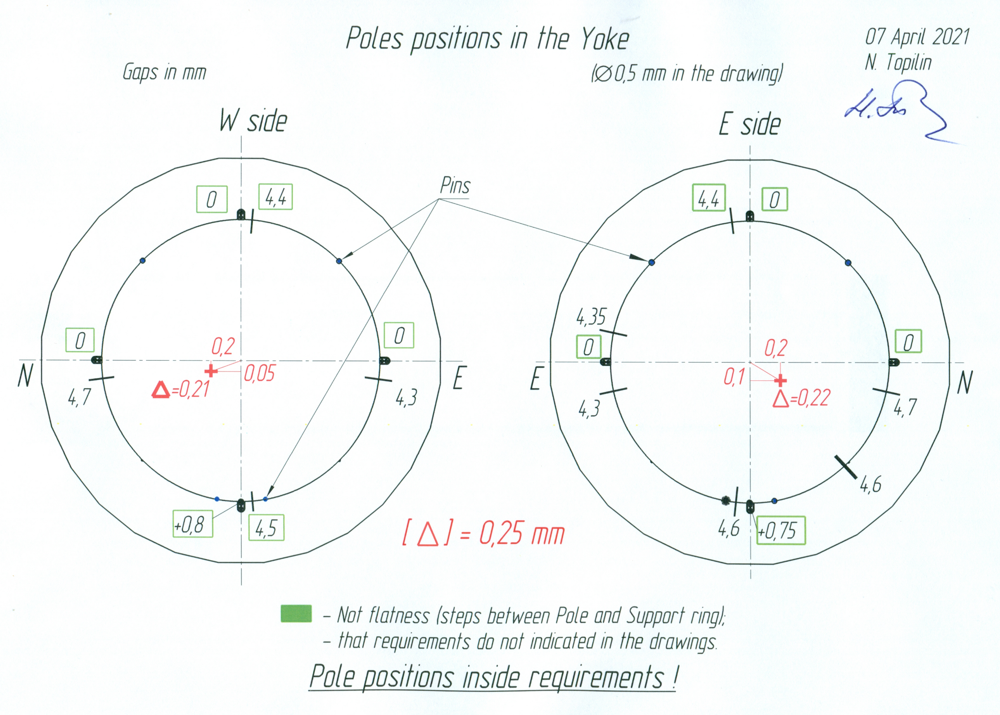 Poles positions in the Yoke
07 April 2021
N. Topilin
Gaps in mm
(Ø0,5 mm in the drawing)
W side
E side
Pins
0
4,4
4,4
0
4,35
0
0
0
0
0,2
0,05
Δ=0,21
0,2
0,1
Δ=0,22
N
E
E
N
4,7
4,3
4,3
4,7
4,6
+0,8
4,5
4,6
+0,75
[Δ] = 0,25 mm
– Not flatness (steps between Pole and Support ring);
– that requirements do not indicated in the drawings.
Pole positions inside requirements !